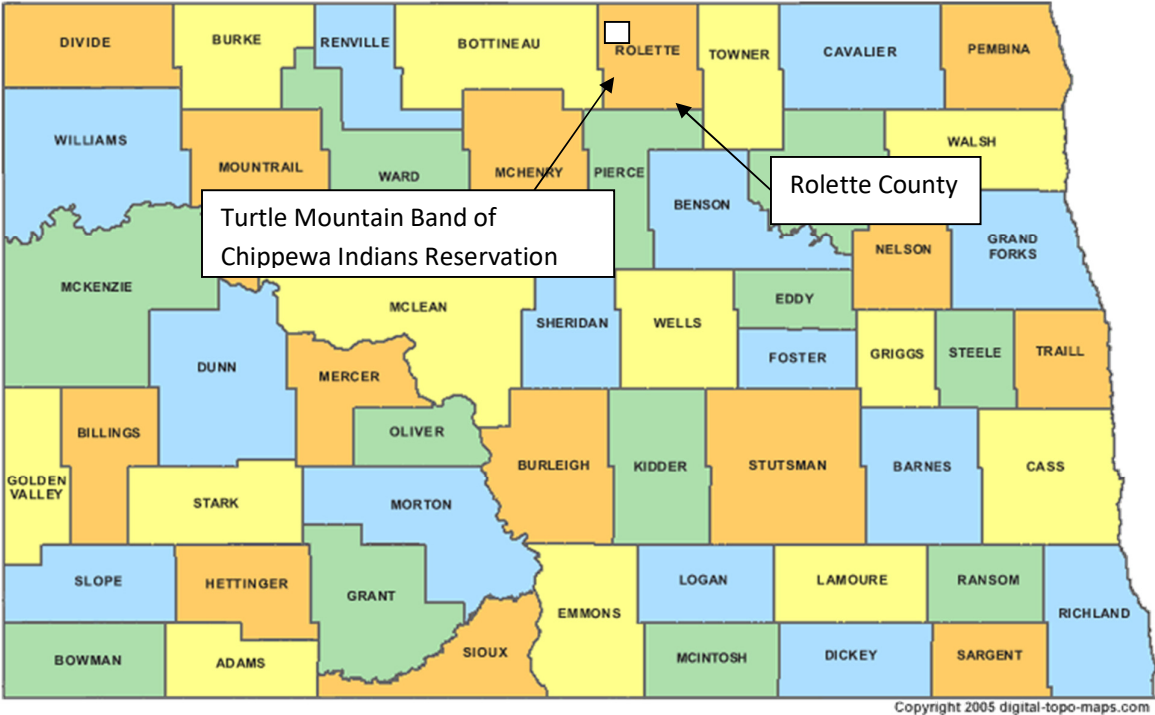 DIVIDE
BURKE
RENVILLE
BOTTINEAU
ROLETTE
TOWNER
CAVALIER
PEMBINA
WILLIAMS
MOUNTRAIL
WARD
MCHENRY
PIERCE
BENSON
WALSH
Rolette County
Turtle Mountain Band of
Chippewa Indians Reservation
NELSON
GRAND
FORKS
MCKENZIE
MCLEAN
SHERIDAN
WELLS
EDDY
FOSTER
GRIGGS
STEELE
TRAILL
DUNN
MERCER
OLIVER
BILLINGS
GOLDEN
VALLEY
STARK
MORTON
BURLEIGH
KIDDER
STUTSMAN
BARNES
CASS
SLOPE
HETTINGER
GRANT
EMMONS
LOGAN
LAMOURE
RANSOM
RICHLAND
BOWMAN
ADAMS
SIOUX
MCINTOSH
DICKEY
SARGENT
Copyright 2005 digital-topo-maps.com